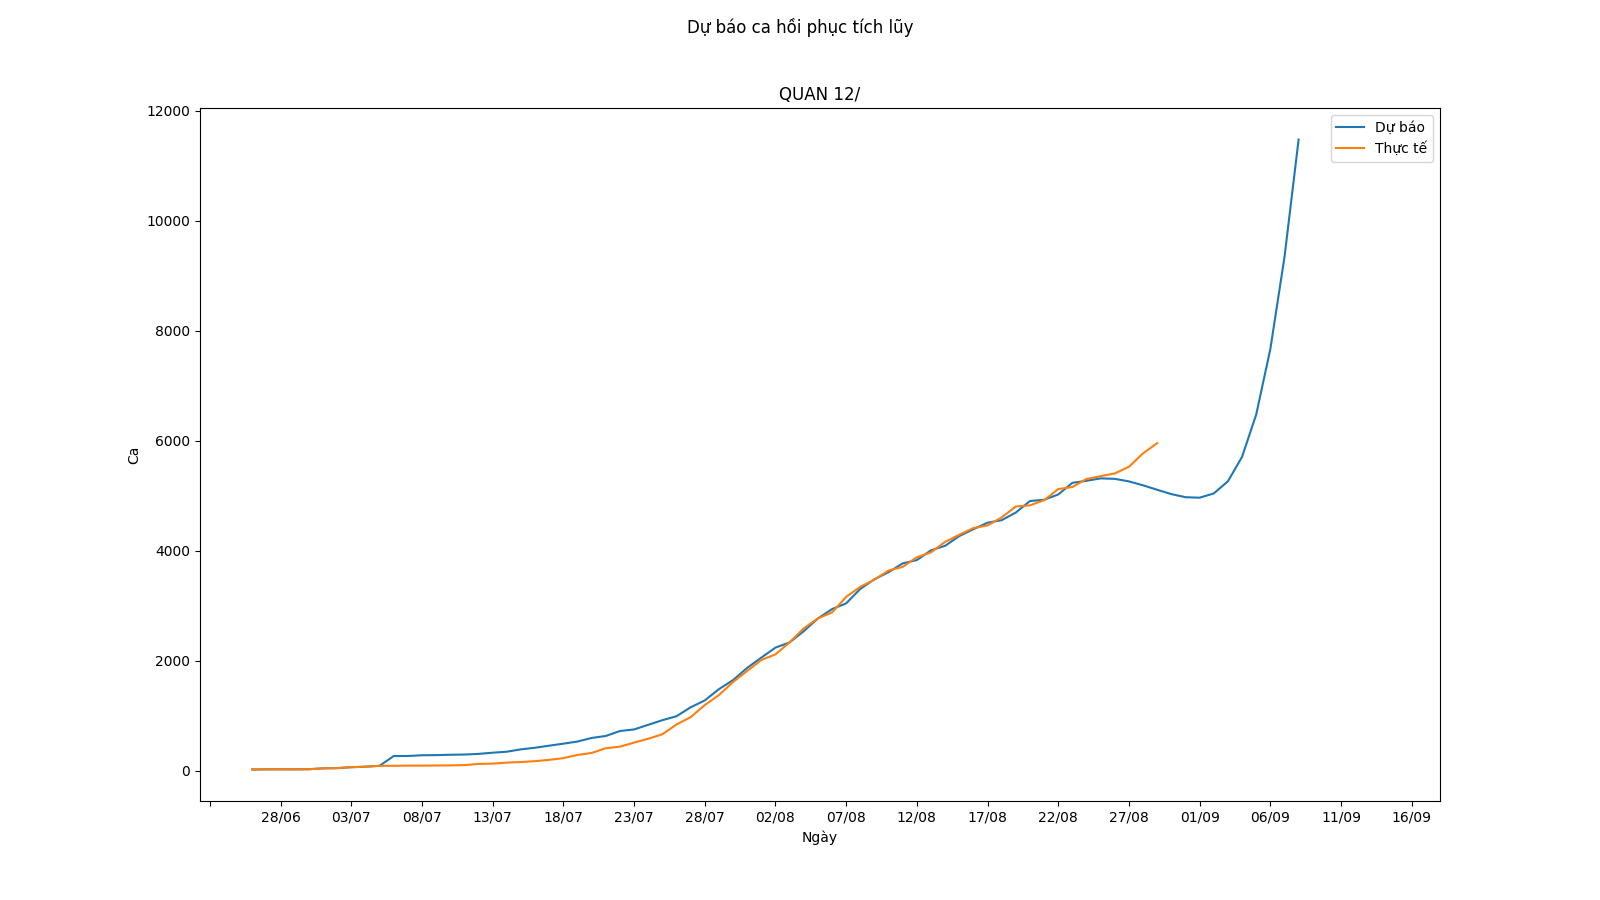 Dự báo ca hồi phục tích lũy
QUAN 12/
12000
10000
8000
6000
4000
2000
0
Ca
Dự báo
Thực tế
28/06 03/07 08/07 13/07 18/07 23/07 28/07 02/08 07/08 12/08 17/08 22/08 27/08 01/09 06/09 11/09 16/09
Ngày